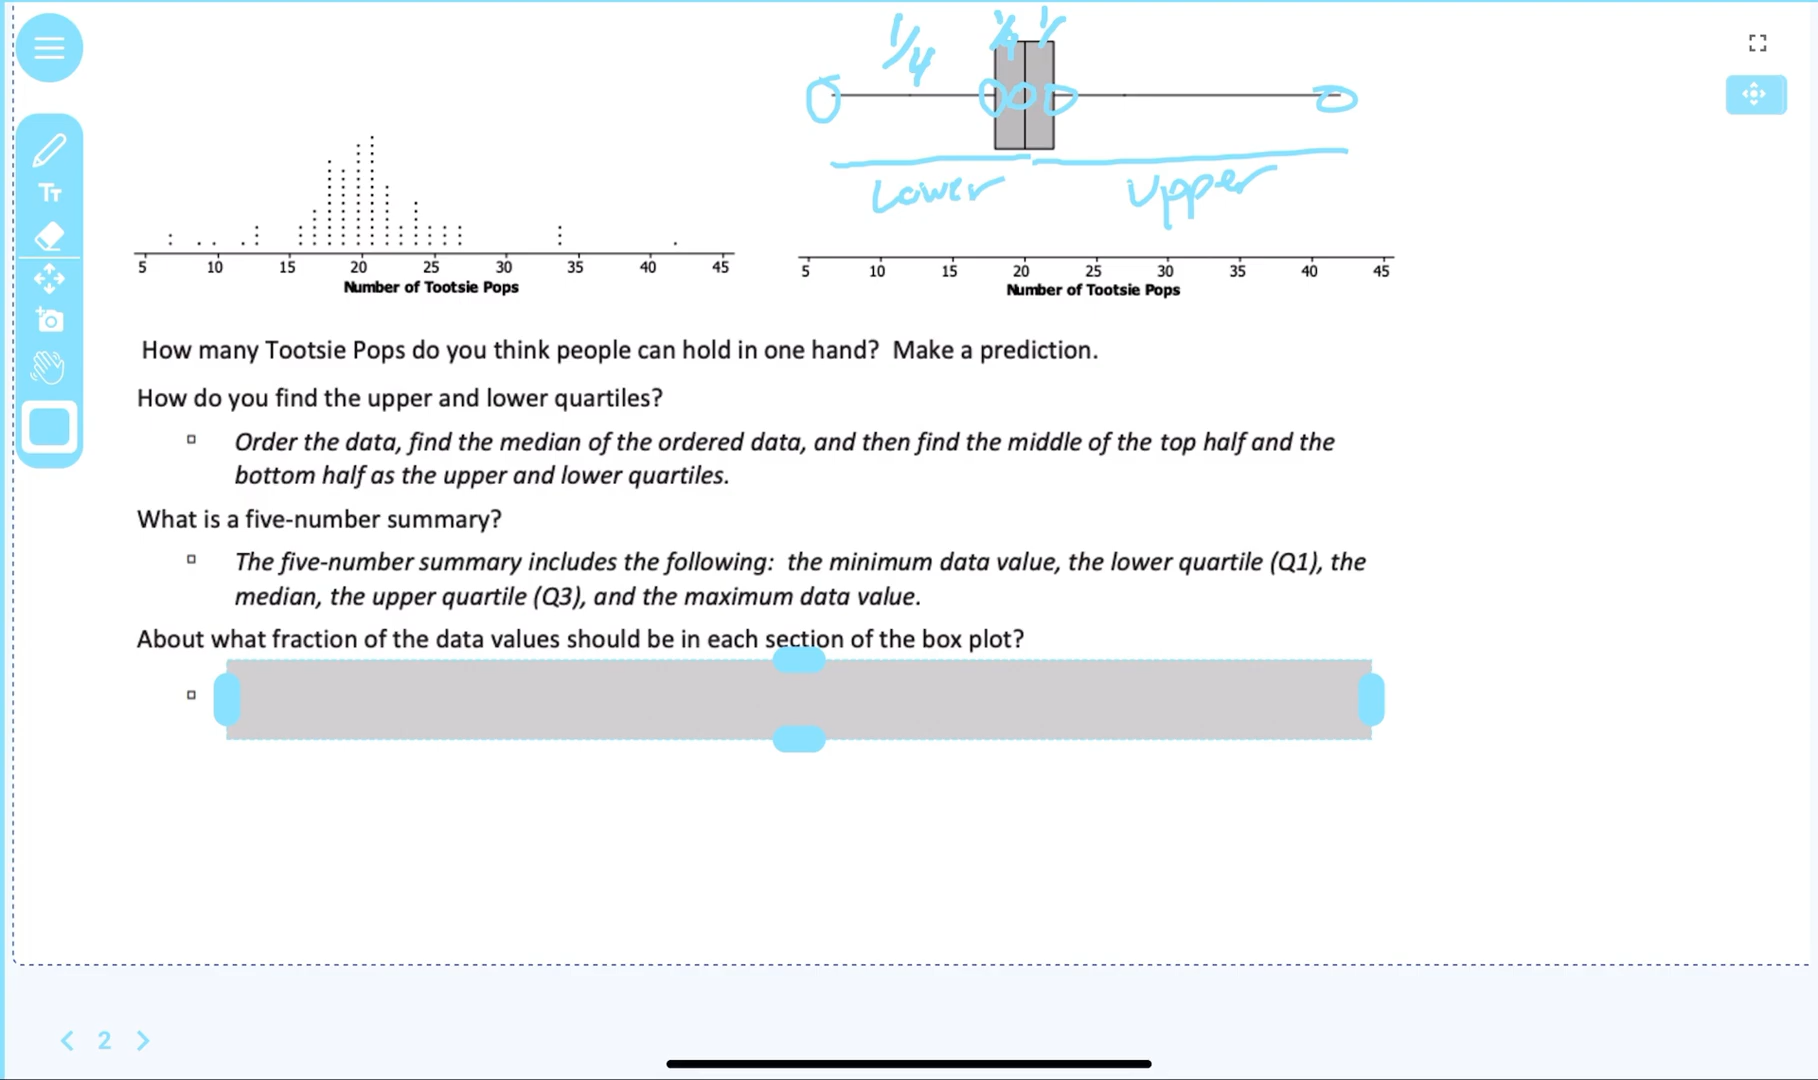 1/4 1/4
Lower Upper
Tт
5 10 15 20 25 30 35 40 45
Number of Tootsie Pops
5 10 15 20 25 30 35 40 45
Number of Tootsie Pops
How many Tootsie Pops do you think people can hold in one hand? Make a prediction.
How do you find the upper and lower quartiles?
Order the data, find the median of the ordered data, and then find the middle of the top half and the
bottom half as the upper and lower quartiles.
What is a five-number summary?
The five-number summary includes the following: the minimum data value, the lower quartile (Q1), the
median, the upper quartile (Q3), and the maximum data value.
About what fraction of the data values should be in each section of the box plot?
2